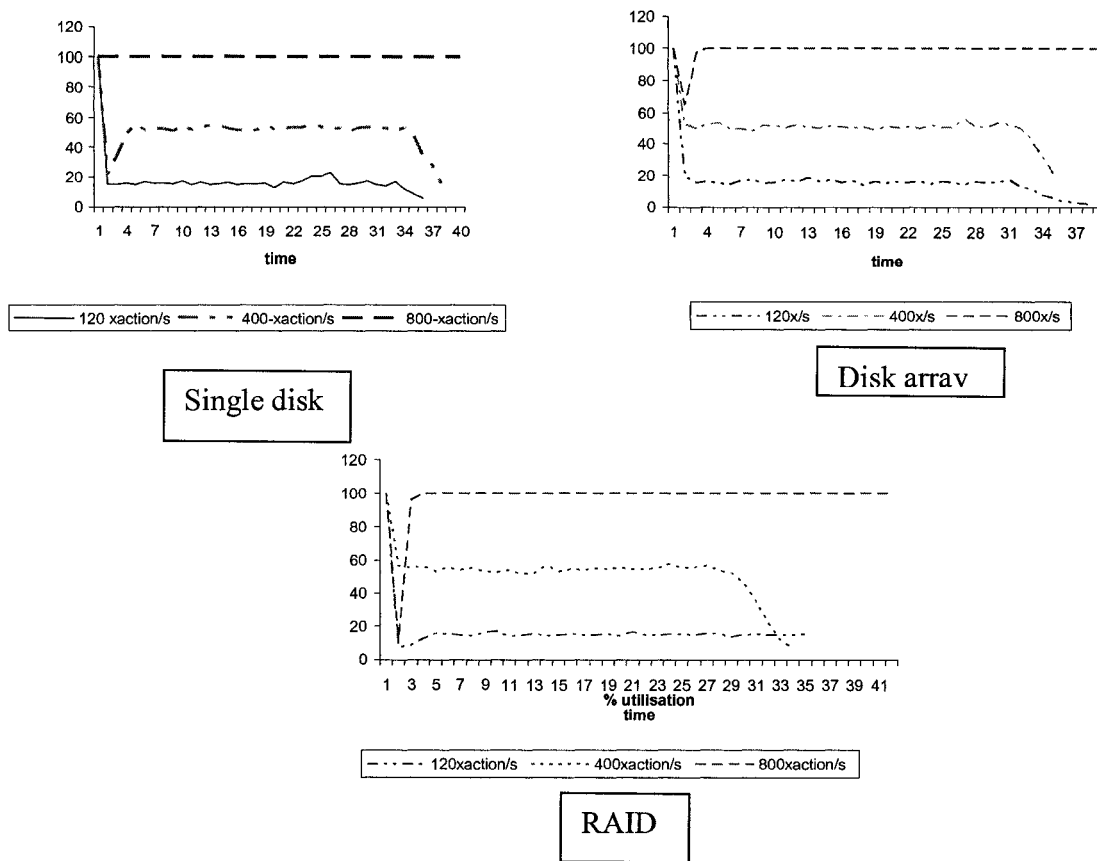 120
100
80
60
40
20
0
1 4 7 10 13 16 19 22 25 28 31 34 37 40
time
120 xaction/s 400-xaction/s 800-xaction/s
Single disk
120
100
80
60
40
20
0
1 4 7 10 13 16 19 22 25 28 31 34 37
time
120x/s 400x/s 800x/s
Disk arrav
120
100
80
60
40
20
0
1 3 5 7 9 11 13 15 17 19 21 23 25 27 29 31 33 35 37 39 41
% utilisation
time
120xaction/s 400xaction/s 800xaction/s
RAID